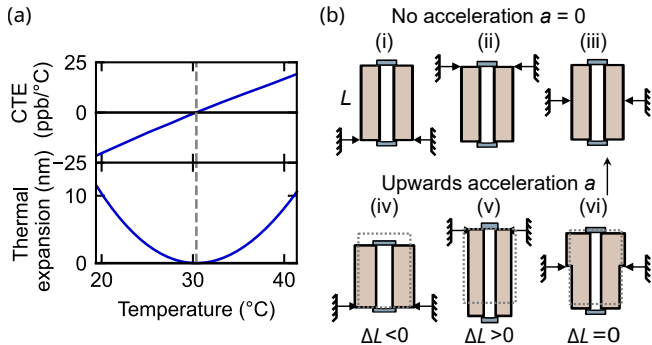 (a)
25
0
−25
CTE
(ppb/°C)
10
0
Thermal
expansion (nm)
20
30
40
Temperature (°C)
(b)
No acceleration a = 0
(i)
(ii)
(iii)
L
Upwards acceleration a
(iv)
(v)
(vi)
ΔL<0
ΔL>0
ΔL=0